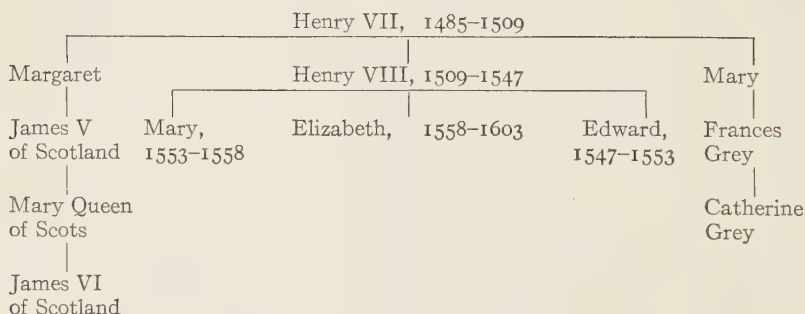 Henry VII, 1485–1509
Margaret
Henry VIII, 1509–1547
Mary
James V
of Scotland
Mary,
1553–1558
Elizabeth, 1558–1603
Edward,
1547–1553
Frances
Grey
Mary Queen
of Scots
Catherine
Grey
James VI
of Scotland